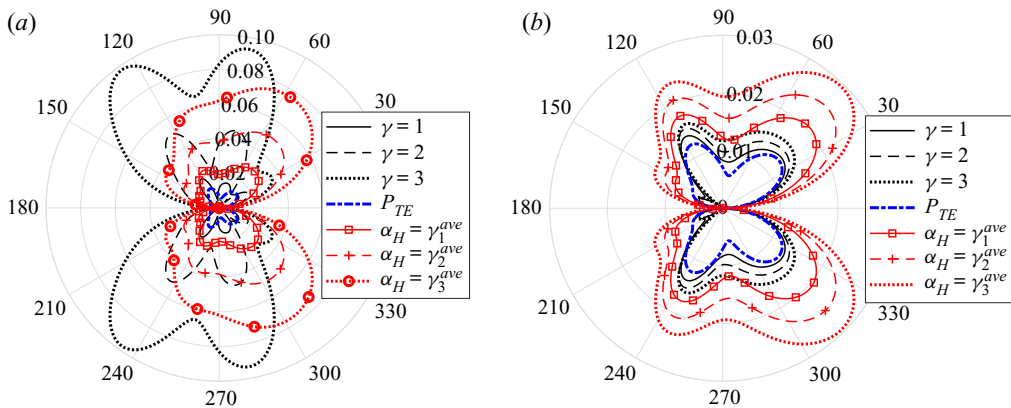 (a)
90
120
0.10
60
0.08
150
0.06
30
0.04
0.02
180
0
210
330
240
300
270
γ = 1
γ = 2
γ = 3
P_TE
α_H = γ_1^ave
α_H = γ_2^ave
α_H = γ_3^ave
(b)
90
120
0.03
60
0.02
150
30
0.01
180
0
210
330
240
300
270
γ = 1
γ = 2
γ = 3
P_TE
α_H = γ_1^ave
α_H = γ_2^ave
α_H = γ_3^ave